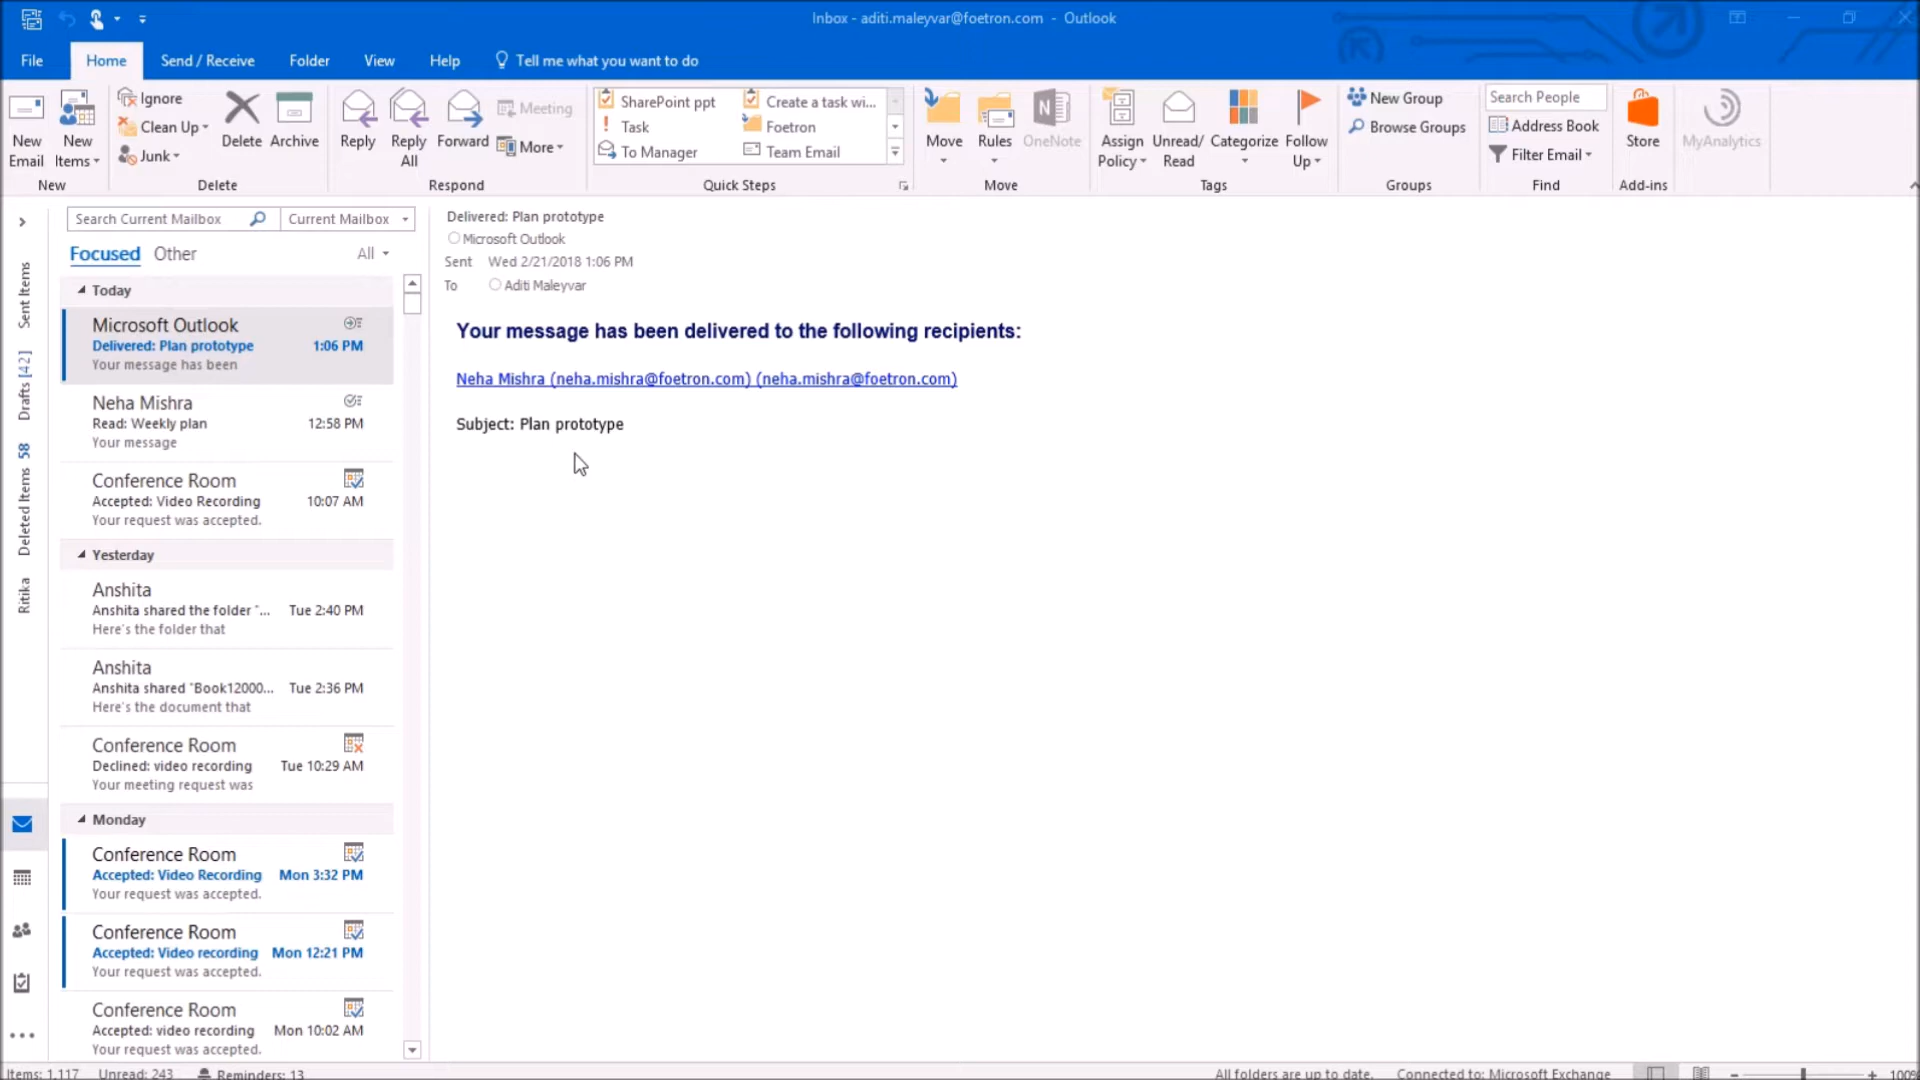 Inbox - aditi.maleyvar@foetron.com - Outlook
File Home Send / Receive Folder View Help Tell me what you want to do
New Email
New Items
New
Ignore
Clean Up
Junk
Delete
Archive
Delete
Reply
Reply All
Forward
Meeting
More
Respond
SharePoint ppt
Task
To Manager
Create a task wi...
Foetron
Team Email
Quick Steps
Move
Rules
OneNote
Move
Assign Policy
Unread/ Read
Categorize
Follow Up
Tags
New Group
Browse Groups
Groups
Search People
Address Book
Filter Email
Find
Store
Add-ins
MyAnalytics
Sent Items
Drafts [42]
Deleted Items 58
Ritika
Search Current Mailbox Current Mailbox
Focused Other All
Today
Microsoft Outlook
Delivered: Plan prototype 1:06 PM
Your message has been
Neha Mishra
Read: Weekly plan 12:58 PM
Your message
Conference Room
Accepted: Video Recording 10:07 AM
Your request was accepted.
Yesterday
Anshita
Anshita shared the folder "... Tue 2:40 PM
Here's the folder that
Anshita
Anshita shared "Book12000... Tue 2:36 PM
Here's the document that
Conference Room
Declined: video recording Tue 10:29 AM
Your meeting request was
Monday
Conference Room
Accepted: Video Recording Mon 3:32 PM
Your request was accepted.
Conference Room
Accepted: Video recording Mon 12:21 PM
Your request was accepted.
Conference Room
Accepted: video recording Mon 10:02 AM
Your request was accepted.
Delivered: Plan prototype
Microsoft Outlook
Sent Wed 2/21/2018 1:06 PM
To Aditi Maleyvar
Your message has been delivered to the following recipients:
Neha Mishra (neha.mishra@foetron.com) (neha.mishra@foetron.com)
Subject: Plan prototype
Items: 1,117 Unread: 243 Reminders: 13 All folders are up to date. Connected to: Microsoft Exchange 100%